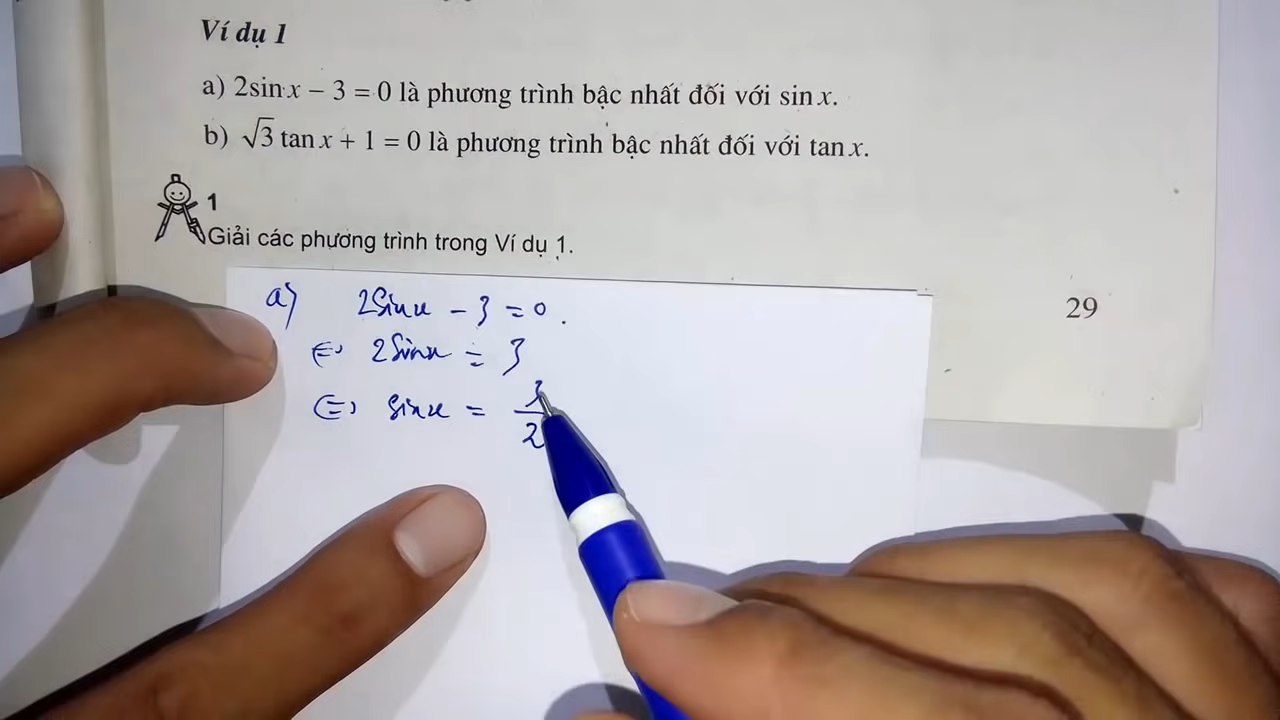 Ví dụ 1
a) 2sin x − 3 = 0 là phương trình bậc nhất đối với sin x.
b) √3 tan x + 1 = 0 là phương trình bậc nhất đối với tan x.
1
Giải các phương trình trong Ví dụ 1.
29
a) 2Sinx - 3 = 0.
⇔ 2Sinx = 3
⇔ Sinx = 3/2